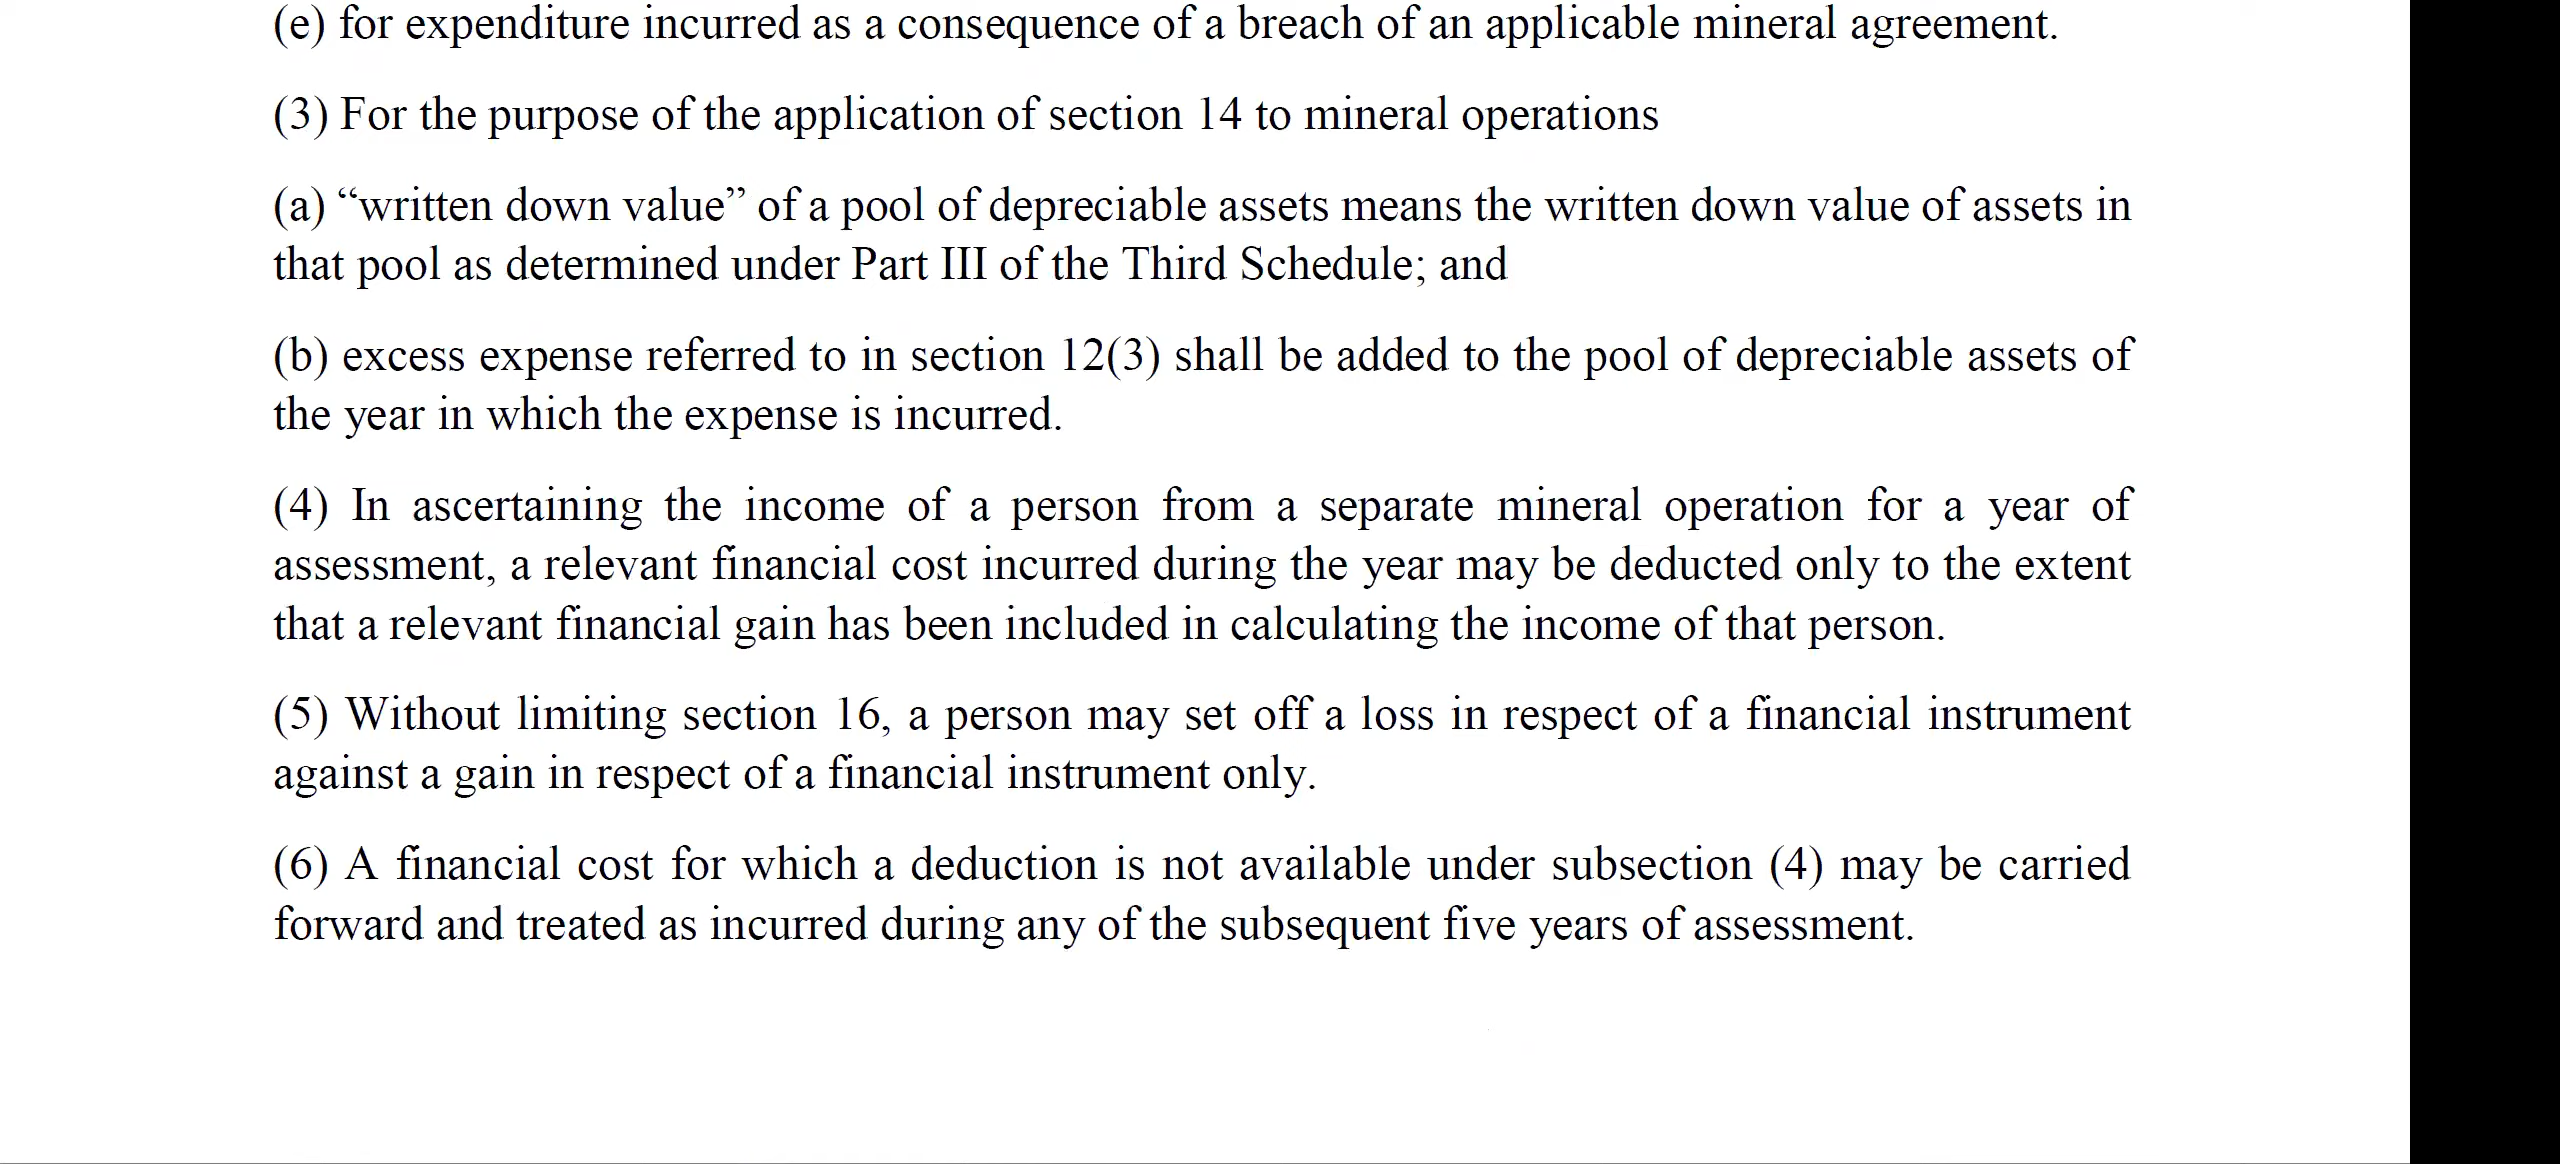 (e) for expenditure incurred as a consequence of a breach of an applicable mineral agreement.
(3) For the purpose of the application of section 14 to mineral operations
(a) “written down value” of a pool of depreciable assets means the written down value of assets in
that pool as determined under Part III of the Third Schedule; and
(b) excess expense referred to in section 12(3) shall be added to the pool of depreciable assets of
the year in which the expense is incurred.
(4) In ascertaining the income of a person from a separate mineral operation for a year of
assessment, a relevant financial cost incurred during the year may be deducted only to the extent
that a relevant financial gain has been included in calculating the income of that person.
(5) Without limiting section 16, a person may set off a loss in respect of a financial instrument
against a gain in respect of a financial instrument only.
(6) A financial cost for which a deduction is not available under subsection (4) may be carried
forward and treated as incurred during any of the subsequent five years of assessment.